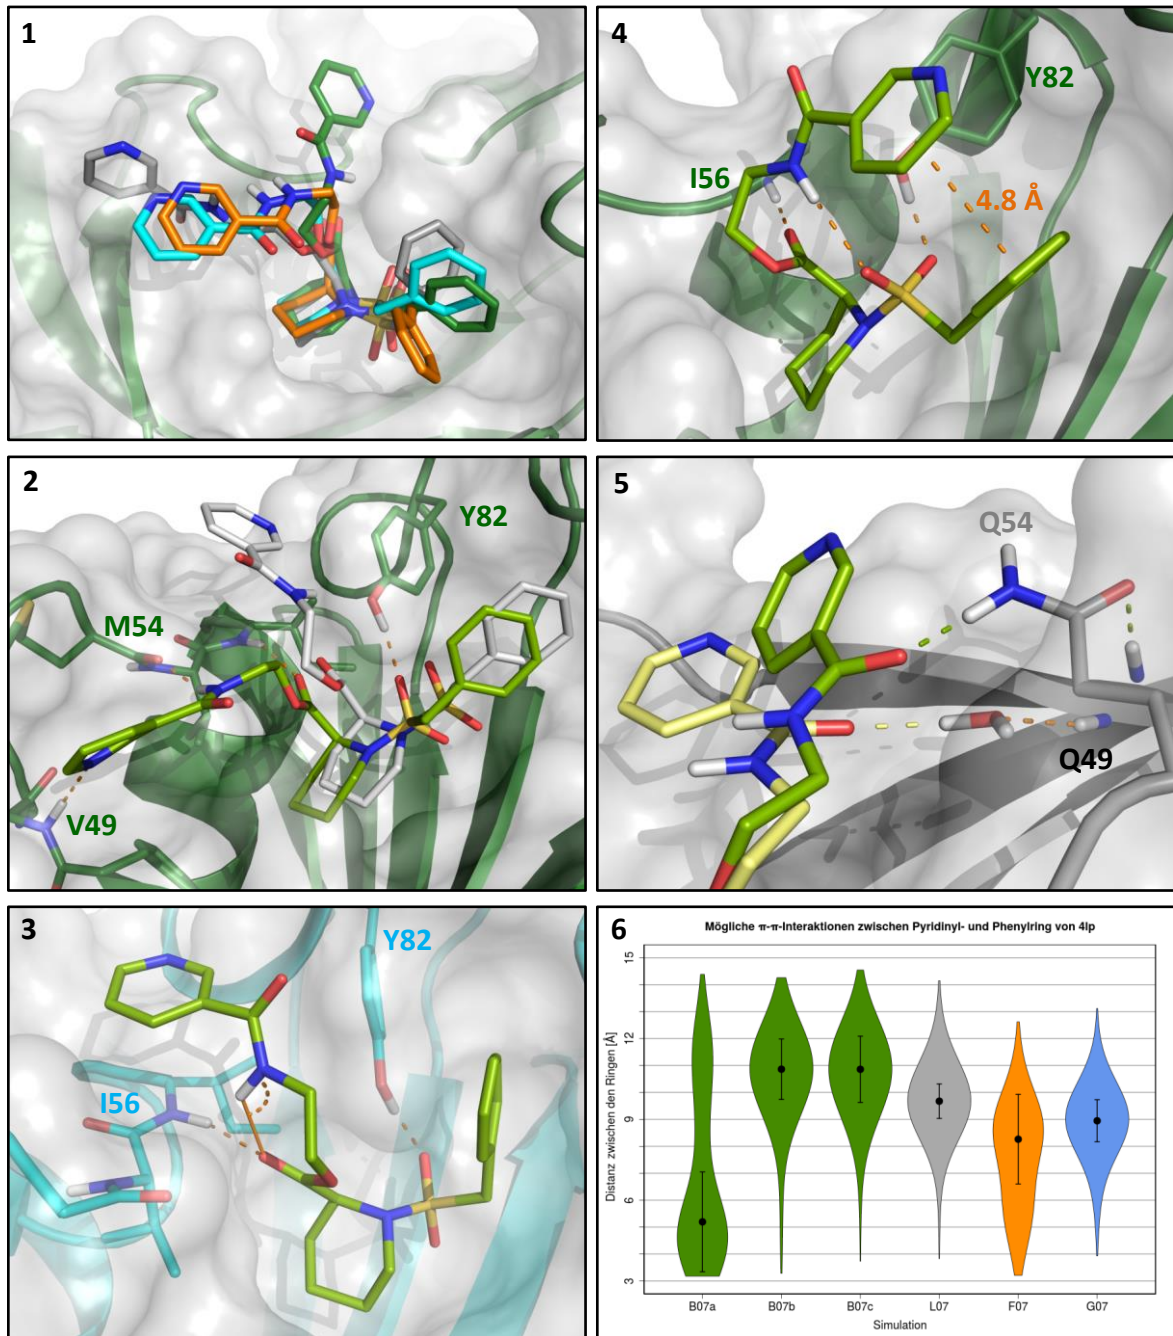 1
4
Y82
I56
4.8 Å
2
Y82
M54
V49
5
Q54
Q49
3
Y82
I56
6
Mögliche π-π-Interaktionen zwischen Pyridinyl- und Phenylring von 4lp
Distanz zwischen den Ringen [Å]
15
12
9
6
3
B07a B07b B07c L07 F07 G07
Simulation